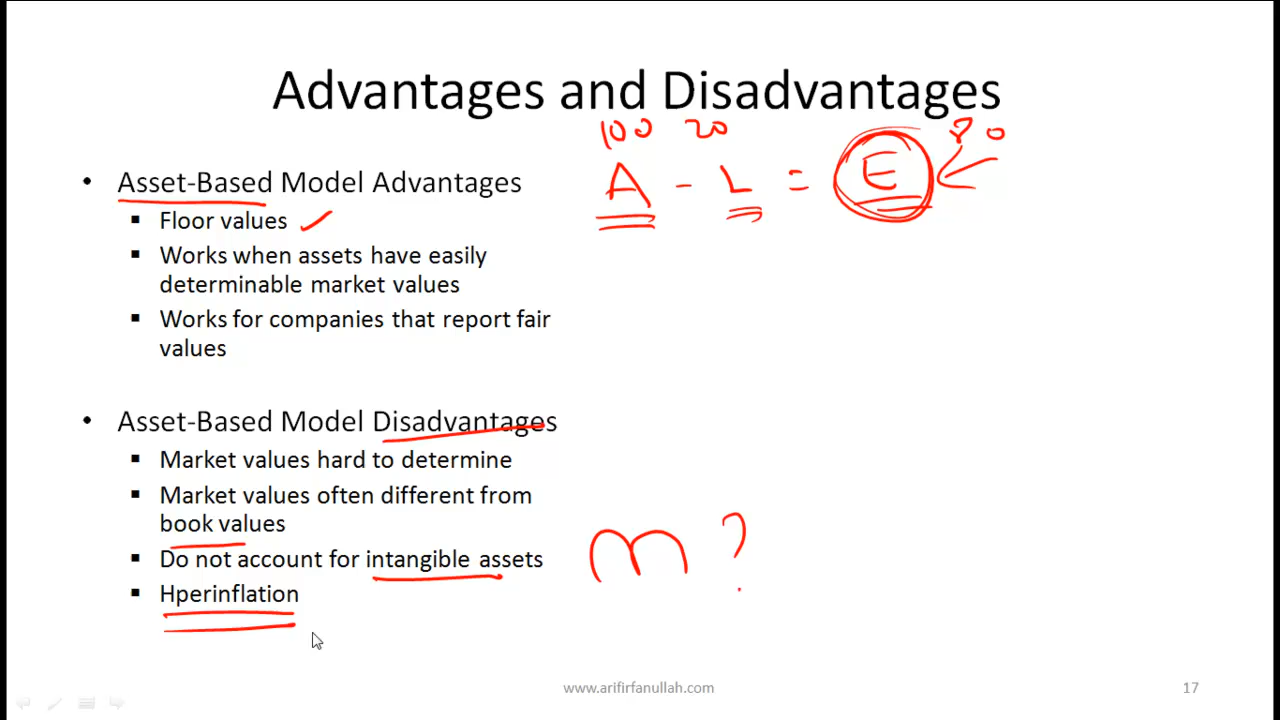 Advantages and Disadvantages
100 20 80
A - L = E
• Asset-Based Model Advantages
▪ Floor values
▪ Works when assets have easily
determinable market values
▪ Works for companies that report fair
values
• Asset-Based Model Disadvantages
▪ Market values hard to determine
▪ Market values often different from
book values
▪ Do not account for intangible assets
▪ Hperinflation
m ?
www.arifirfanullah.com
17